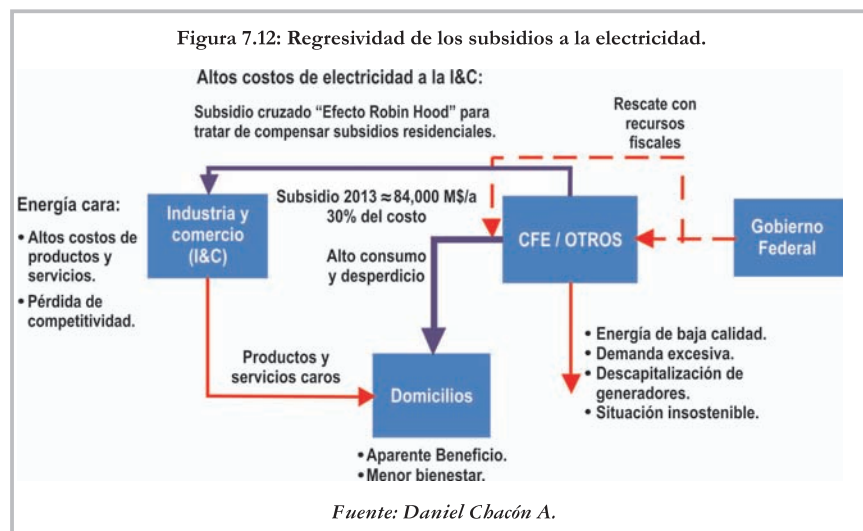 Figura 7.12: Regresividad de los subsidios a la electricidad.
Altos costos de electricidad a la I&C:
Subsidio cruzado “Efecto Robin Hood” para
tratar de compensar subsidios residenciales.
Rescate con
recursos
fiscales
Energía cara:
• Altos costos de
productos y
servicios.
• Pérdida de
competitividad.
Industria y
comercio
(I&C)
Subsidio 2013 ≈ 84,000 M$/a
30% del costo
Alto consumo
y desperdicio
CFE / OTROS
Gobierno
Federal
Productos y
servicios caros
Domicilios
• Energía de baja calidad.
• Demanda excesiva.
• Descapitalización de
generadores.
• Situación insostenible.
• Aparente Beneficio.
• Menor bienestar.
Fuente: Daniel Chacón A.